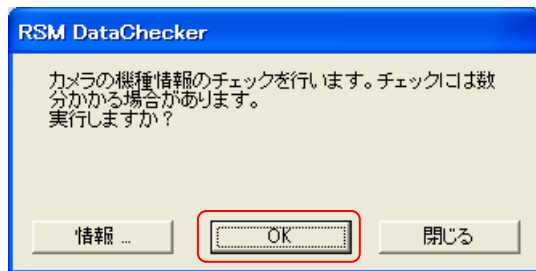 RSM DataChecker
カメラの機種情報のチェックを行います。チェックには数
分かかる場合があります。
実行しますか？
情報 ...
OK
閉じる